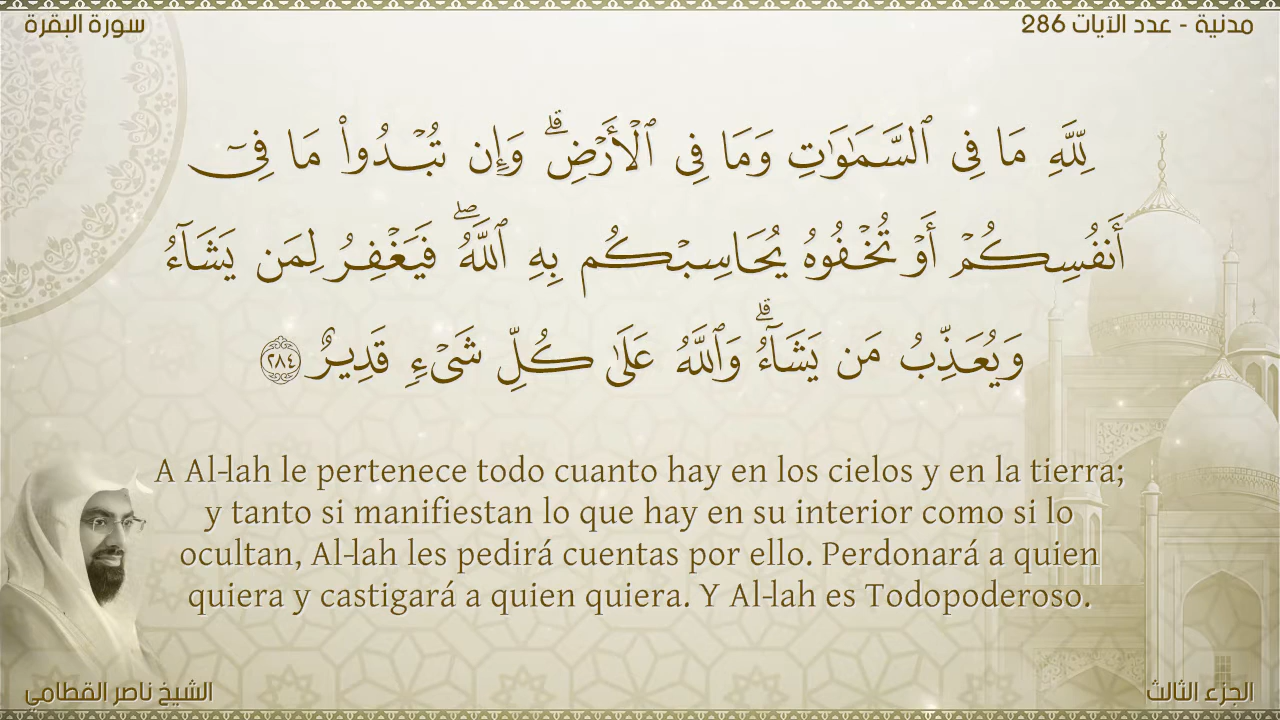 سورة البقرة
مدنية - عدد الآيات 286
لِّلَّهِ مَا فِى ٱلسَّمَٰوَٰتِ وَمَا فِى ٱلْأَرْضِ ۗ وَإِن تُبْدُوا۟ مَا فِىٓ
أَنفُسِكُمْ أَوْ تُخْفُوهُ يُحَاسِبْكُم بِهِ ٱللَّهُ ۖ فَيَغْفِرُ لِمَن يَشَآءُ
وَيُعَذِّبُ مَن يَشَآءُ ۗ وَٱللَّهُ عَلَىٰ كُلِّ شَىْءٍ قَدِيرٌ ٢٨٤
A Al-lah le pertenece todo cuanto hay en los cielos y en la tierra;
y tanto si manifiestan lo que hay en su interior como si lo
ocultan, Al-lah les pedirá cuentas por ello. Perdonará a quien
quiera y castigará a quien quiera. Y Al-lah es Todopoderoso.
الشيخ ناصر القطامي
الجزء الثالث